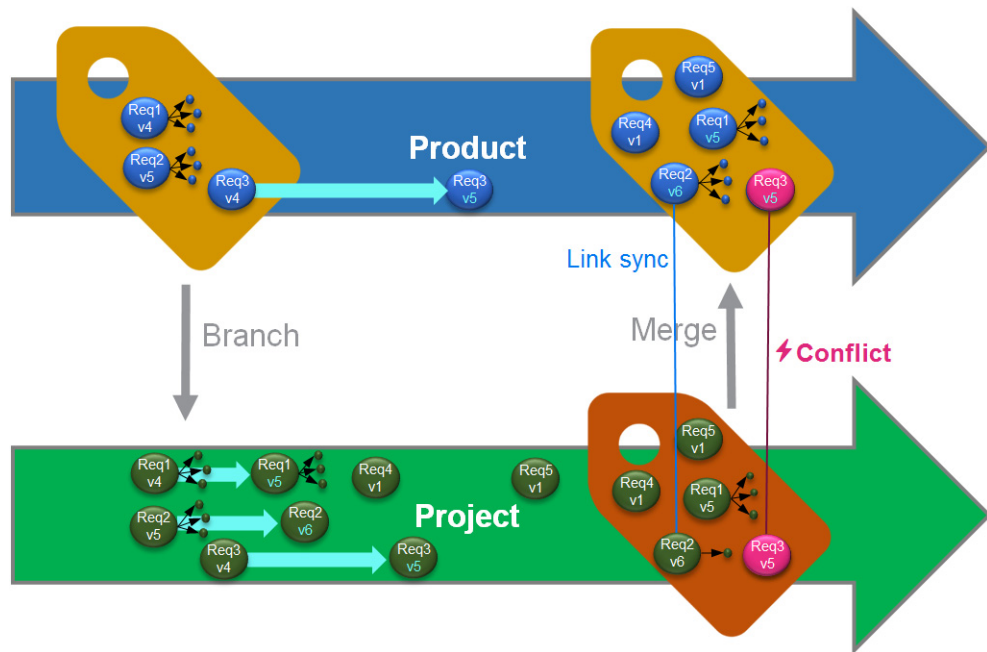 Req1
v4
Req2
v5
Req3
v4
Product
Req3
v5
Req5
v1
Req4
v1
Req1
v5
Req2
v6
Req3
v5
Link sync
Branch
Merge
Conflict
Req1
v4
Req1
v5
Req4
v1
Req5
v1
Req2
v5
Req2
v6
Project
Req3
v4
Req3
v5
Req5
v1
Req4
v1
Req1
v5
Req2
v6
Req3
v5